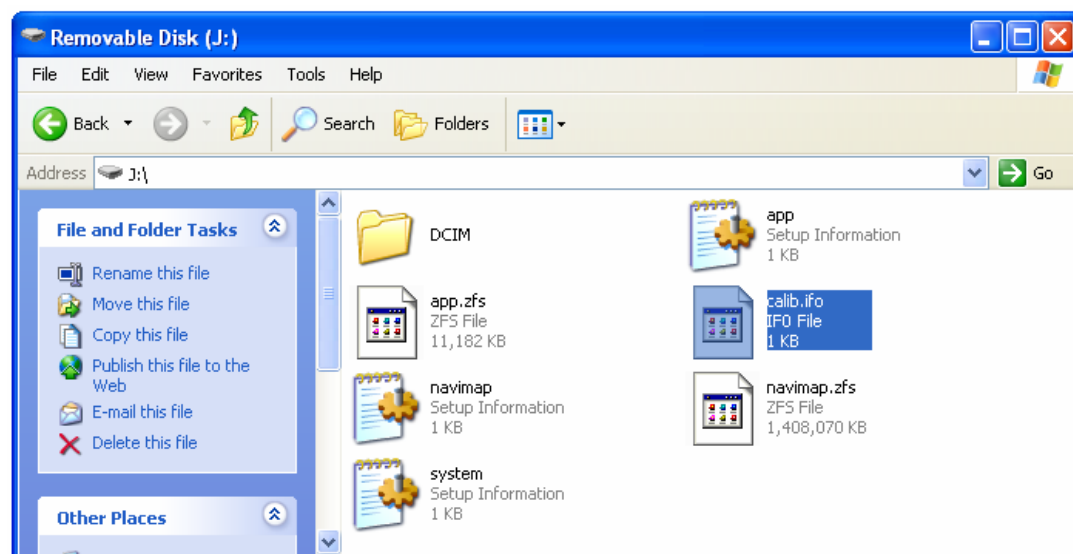 Removable Disk (J:)
File Edit View Favorites Tools Help
Back Search Folders
Address J:\ Go
File and Folder Tasks
Rename this file
Move this file
Copy this file
Publish this file to the
Web
E-mail this file
Delete this file
Other Places
DCIM
app
Setup Information
1 KB
app.zfs
ZFS File
11,182 KB
calib.ifo
IFO File
1 KB
navimap
Setup Information
1 KB
navimap.zfs
ZFS File
1,408,070 KB
system
Setup Information
1 KB